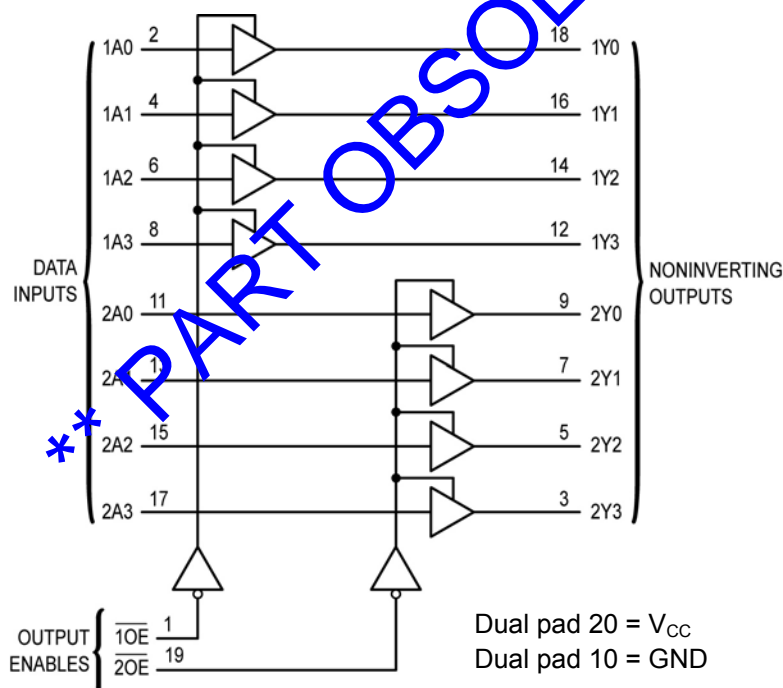 ** PART OBSOL
1A0 2 18 1Y0
1A1 4 16 1Y1
1A2 6 14 1Y2
1A3 8 12 1Y3
DATA
INPUTS
NONINVERTING
OUTPUTS
2A0 11 9 2Y0
13 7 2Y1
2A2 15 5 2Y2
2A3 17 3 2Y3
OUTPUT
ENABLES
1OE 1
2OE 19
Dual pad 20 = VCC
Dual pad 10 = GND